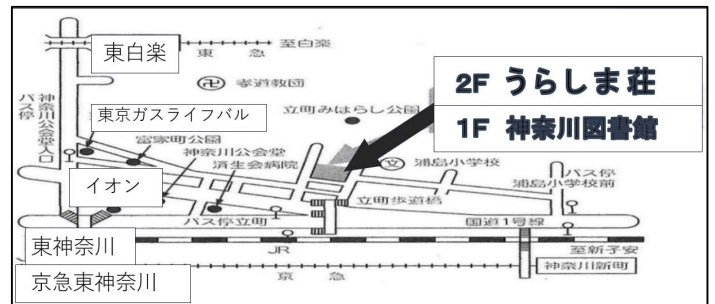 東白楽
東急
至白楽
卍 孝道教団
2F うらしま荘
1F 神奈川図書館
バス停
神奈川公会堂入口
東京ガスライフバル
立町みはらし公園
富家町公園
神奈川公会堂
済生会病院
文 浦島小学校
バス停
浦島小学校前
イオン
立町歩道橋
バス停立町
国道1号線
東神奈川
JR
至新子安
京急東神奈川
京急
神奈川新町